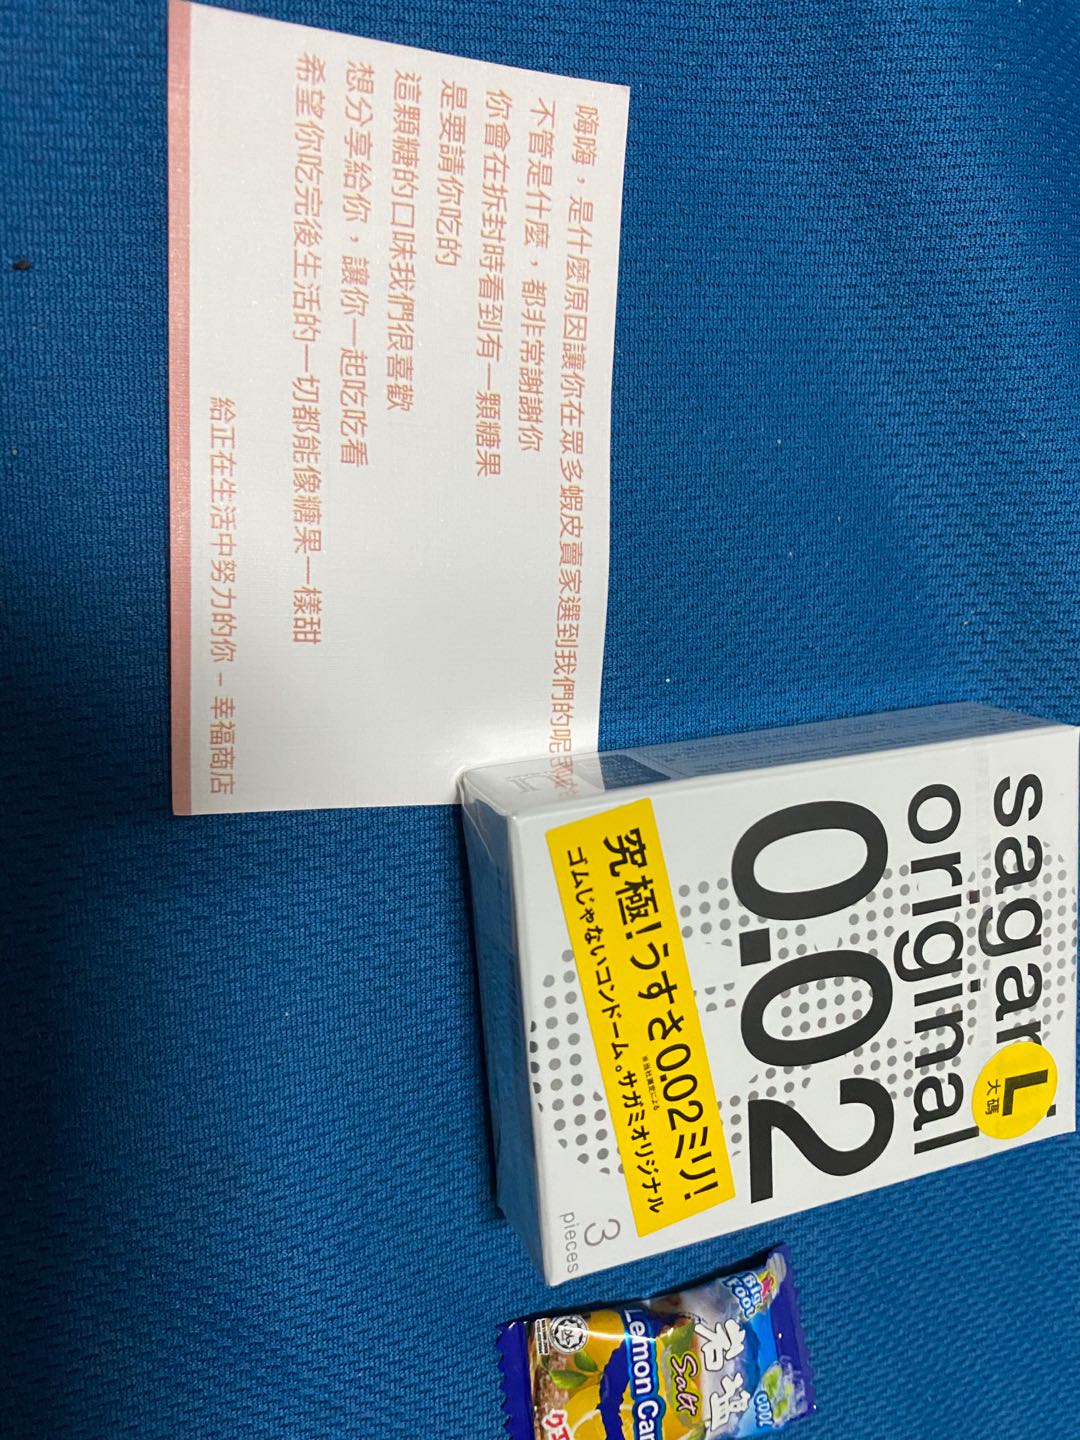 嗨嗨，是什麼原因讓你在眾多蝦皮賣家選到我們的呢
不管是什麼，都非常謝謝你
你會在拆封時看到有一顆糖果
是要請你吃的
這顆糖的口味我們很喜歡
想分享給你，讓你一起吃吃看
希望你吃完後生活的一切都能像糖果一樣甜
給正在生活中努力的你 – 幸福商店
sagami
original
0.02
L
大碼
究極!うすさ0.02ミリ!
ゴムじゃないコンドーム。サガミオリジナル
3
pieces
BIG
FOOT
COOL
岩塩
Salt
Lemon